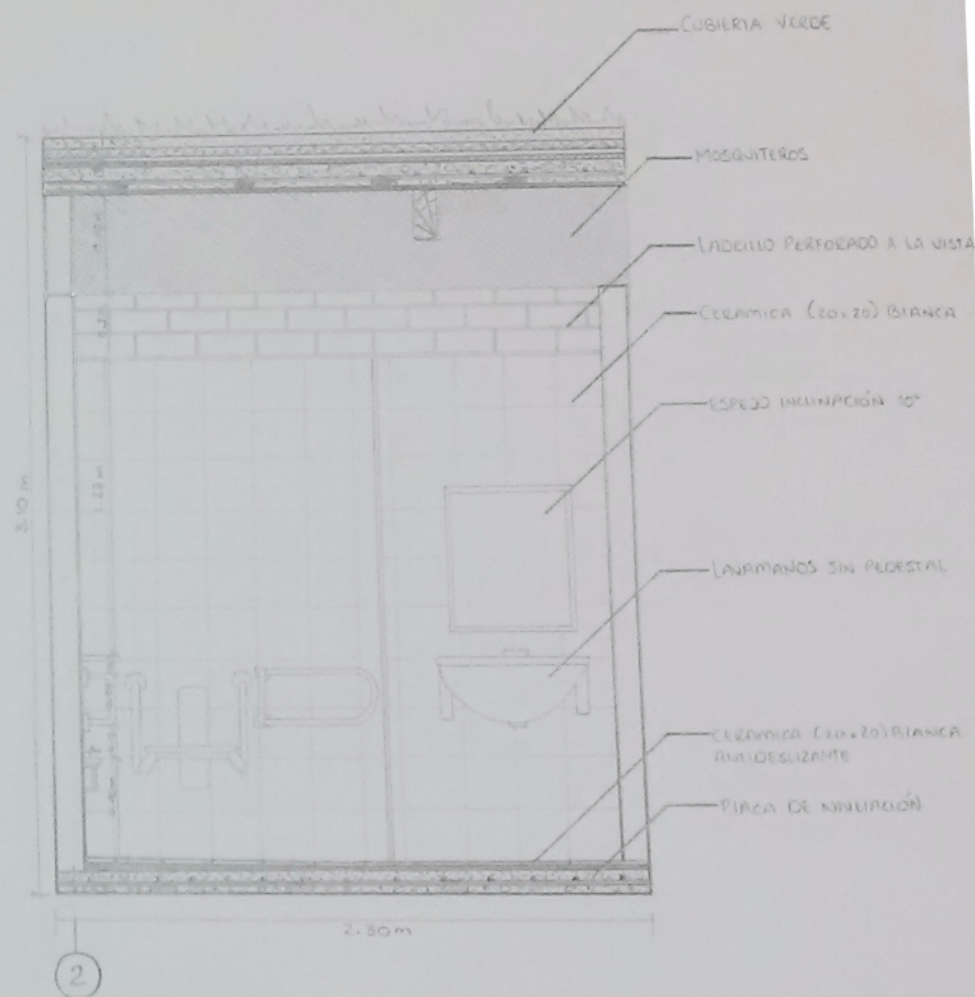 CUBIERTA VERDE
MOSQUITEROS
LADRILLO PERFORADO A LA VISTA
CERAMICA (20x20) BLANCA
ESPEJO INCLINACIÓN 10°
LAVAMANOS SIN PEDESTAL
CERAMICA (20x20) BLANCA
ANTIDESLIZANTE
PLACA DE NIVELACIÓN
3.10 m
1.28 m
2.30 m
2